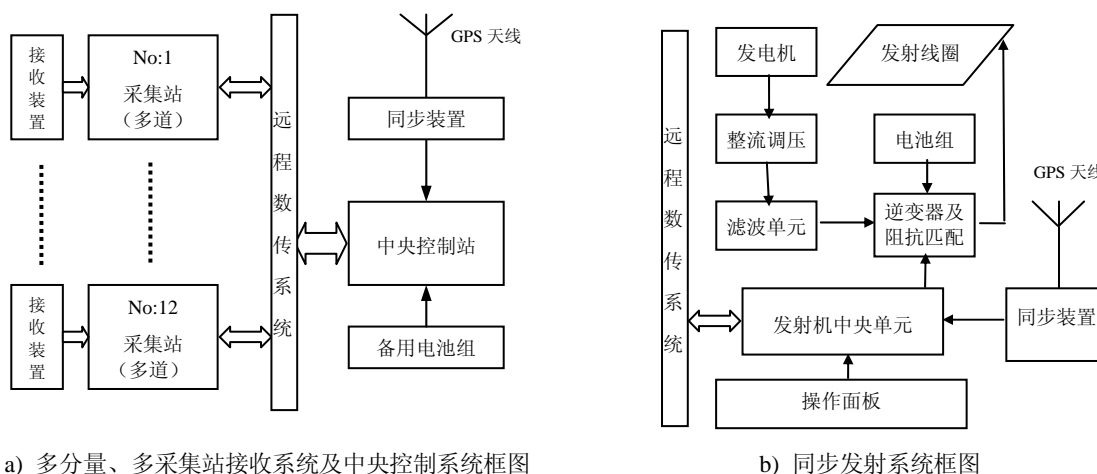 接
收
装
置
No:1
采集站
（多道）
远
程
数
传
系
统
GPS 天线
同步装置
中央控制站
备用电池组
接
收
装
置
No:12
采集站
（多道）
a) 多分量、多采集站接收系统及中央控制系统框图
远
程
数
传
系
统
发电机
发射线圈
整流调压
电池组
GPS 天线
滤波单元
逆变器及
阻抗匹配
发射机中央单元
同步装置
操作面板
b) 同步发射系统框图